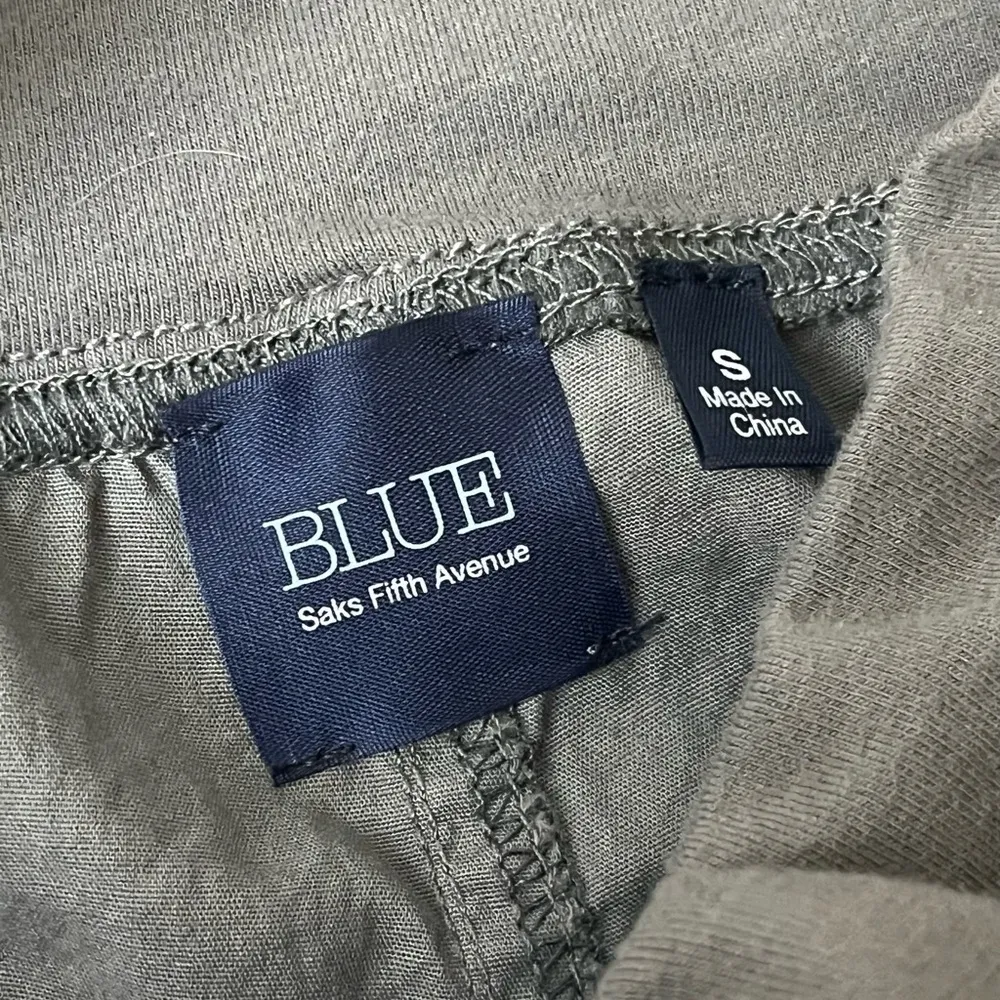 BLUE
Saks Fifth Avenue
S
Made In
China